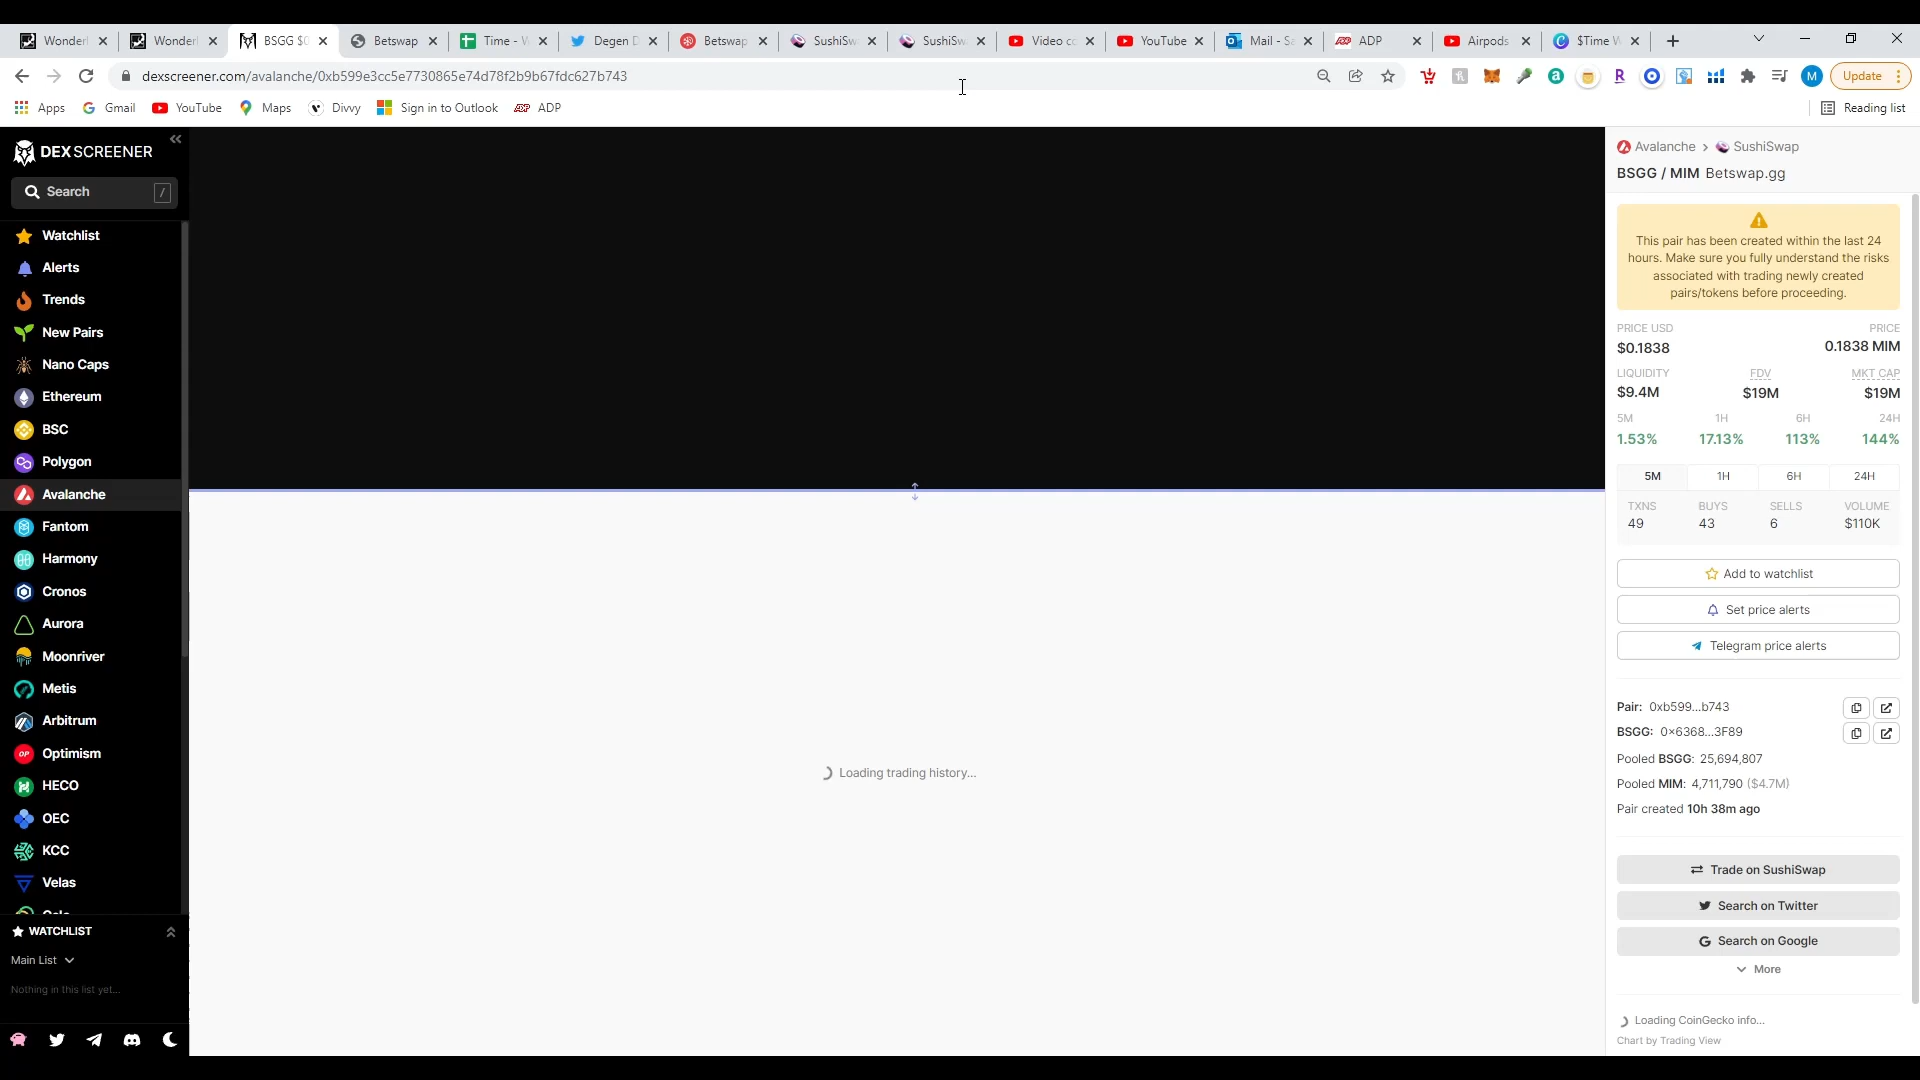 Wonderl
Wonderl
BSGG $0
Betswap
Time - W
Degen D
Betswap
SushiSw
SushiSw
Video co
YouTube
Mail - Sa
ADP
Airpods
$Time W
dexscreener.com/avalanche/0xb599e3cc5e7730865e74d78f2b9b67fdc627b743
M
Update
Apps
Gmail
YouTube
Maps
Divvy
Sign in to Outlook
ADP
Reading list
DEX SCREENER
Search
/
Watchlist
Alerts
Trends
New Pairs
Nano Caps
Ethereum
BSC
Polygon
Avalanche
Fantom
Harmony
Cronos
Aurora
Moonriver
Metis
Arbitrum
Optimism
HECO
OEC
KCC
Velas
WATCHLIST
Main List
Nothing in this list yet...
Loading trading history...
Avalanche > SushiSwap
BSGG / MIM Betswap.gg
This pair has been created within the last 24
hours. Make sure you fully understand the risks
associated with trading newly created
pairs/tokens before proceeding.
PRICE USD PRICE
$0.1838 0.1838 MIM
LIQUIDITY FDV MKT CAP
$9.4M $19M $19M
5M 1H 6H 24H
1.53% 17.13% 113% 144%
5M 1H 6H 24H
TXNS BUYS SELLS VOLUME
49 43 6 $110K
Add to watchlist
Set price alerts
Telegram price alerts
Pair: 0xb599...b743
BSGG: 0x6368...3F89
Pooled BSGG: 25,694,807
Pooled MIM: 4,711,790 ($4.7M)
Pair created 10h 38m ago
Trade on SushiSwap
Search on Twitter
Search on Google
More
Loading CoinGecko info...
Chart by Trading View